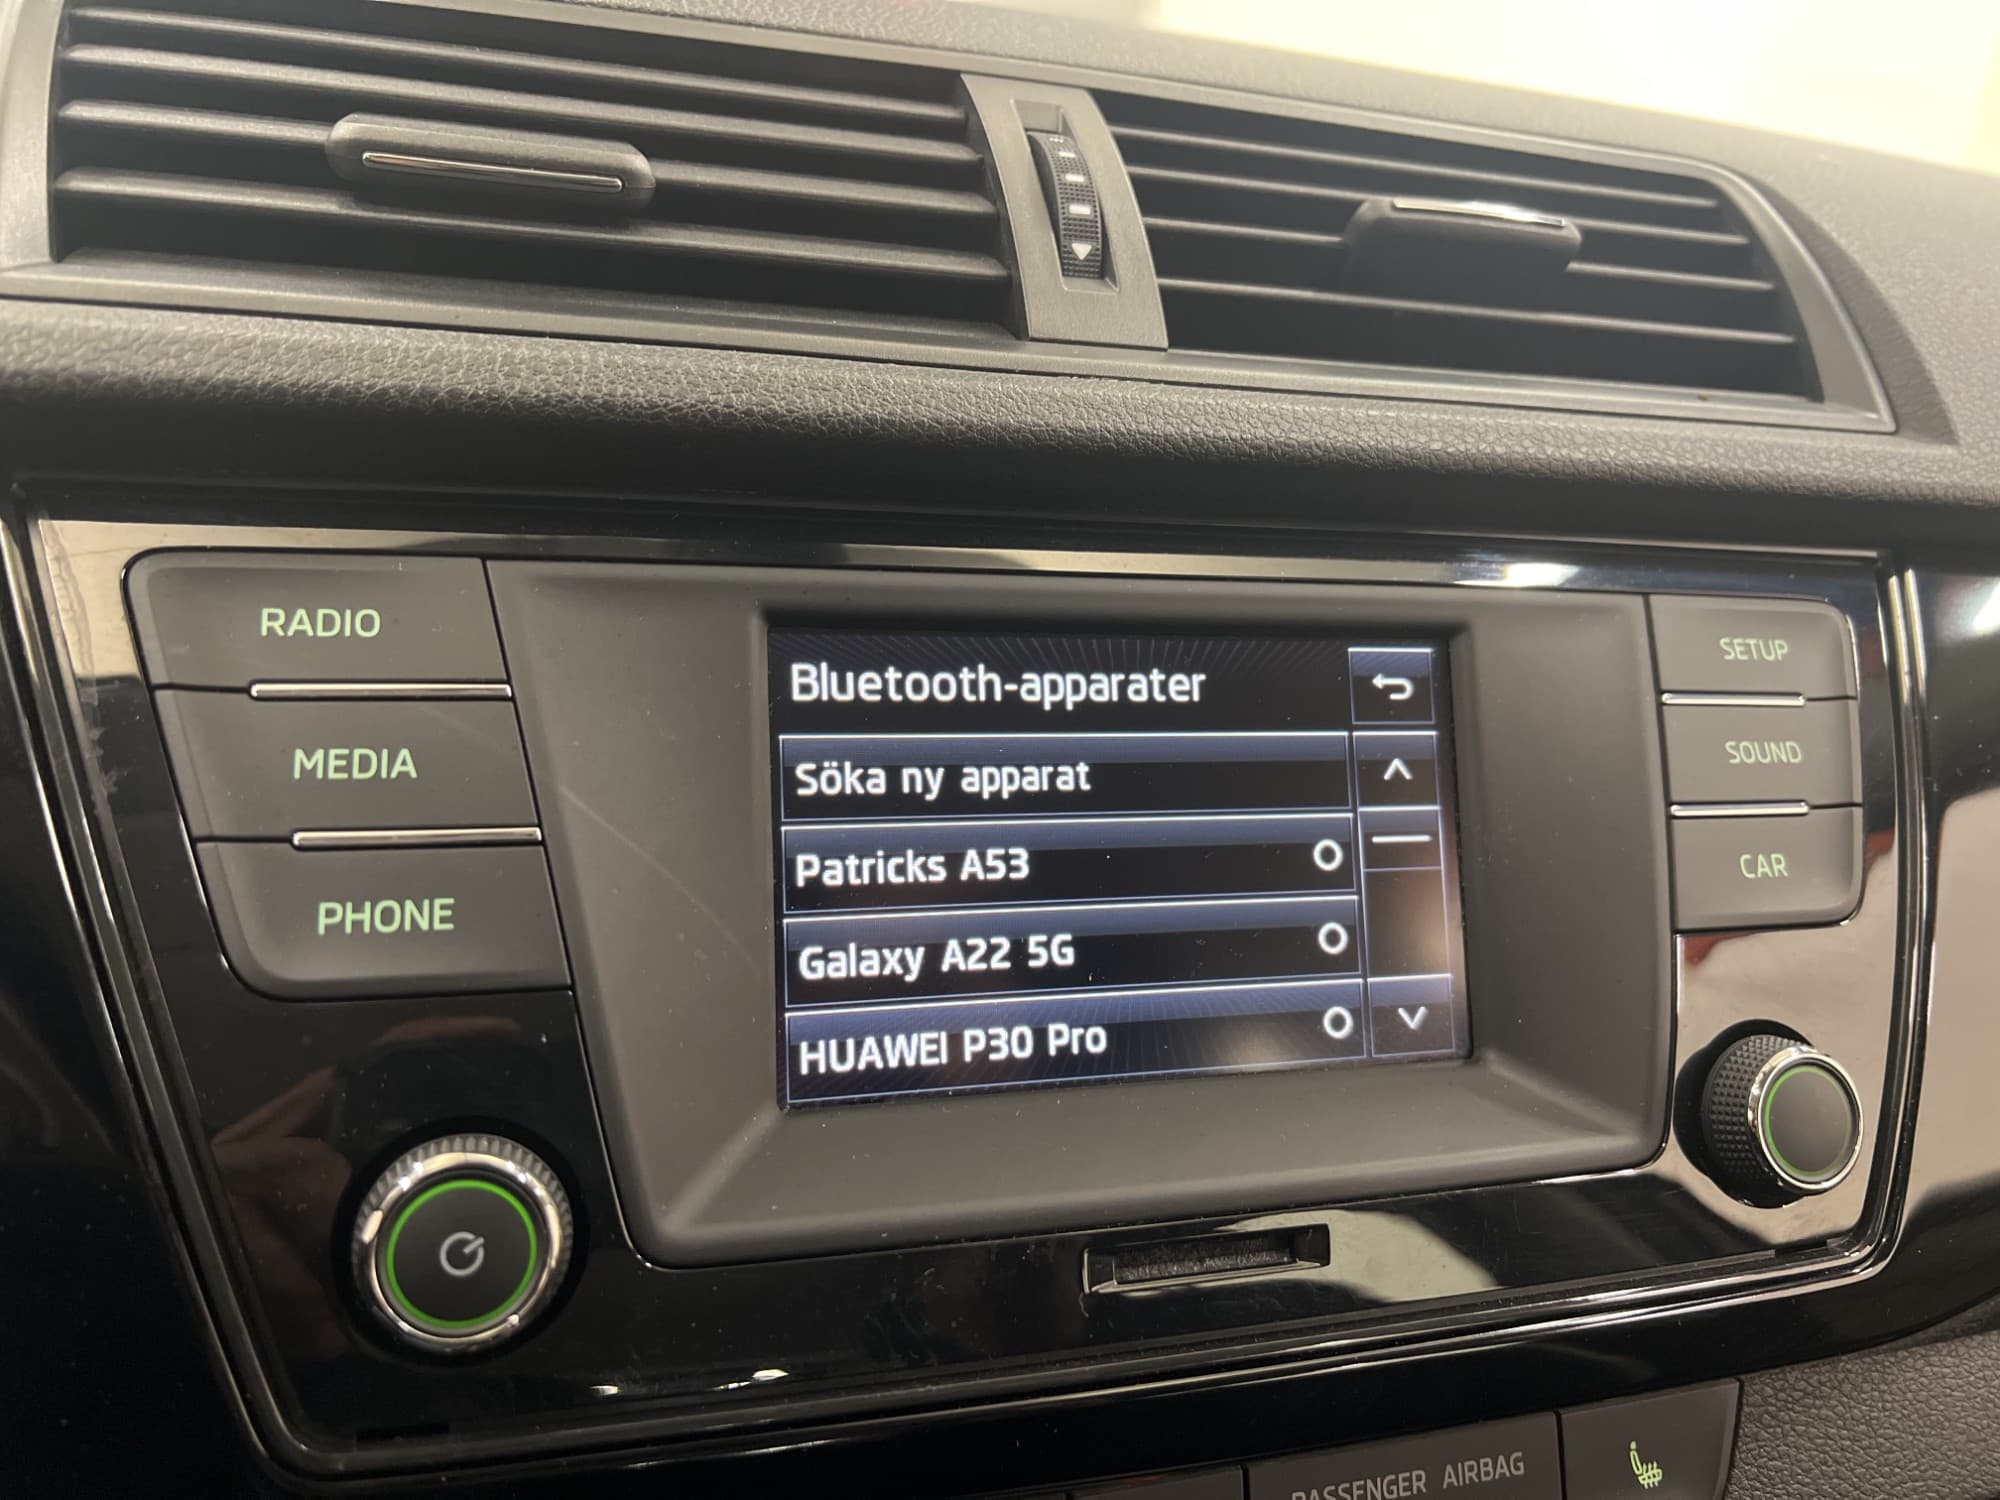 RADIO
MEDIA
PHONE
Bluetooth-apparater
Söka ny apparat
Patricks A53
Galaxy A22 5G
HUAWEI P30 Pro
SETUP
SOUND
CAR
PASSENGER AIRBAG